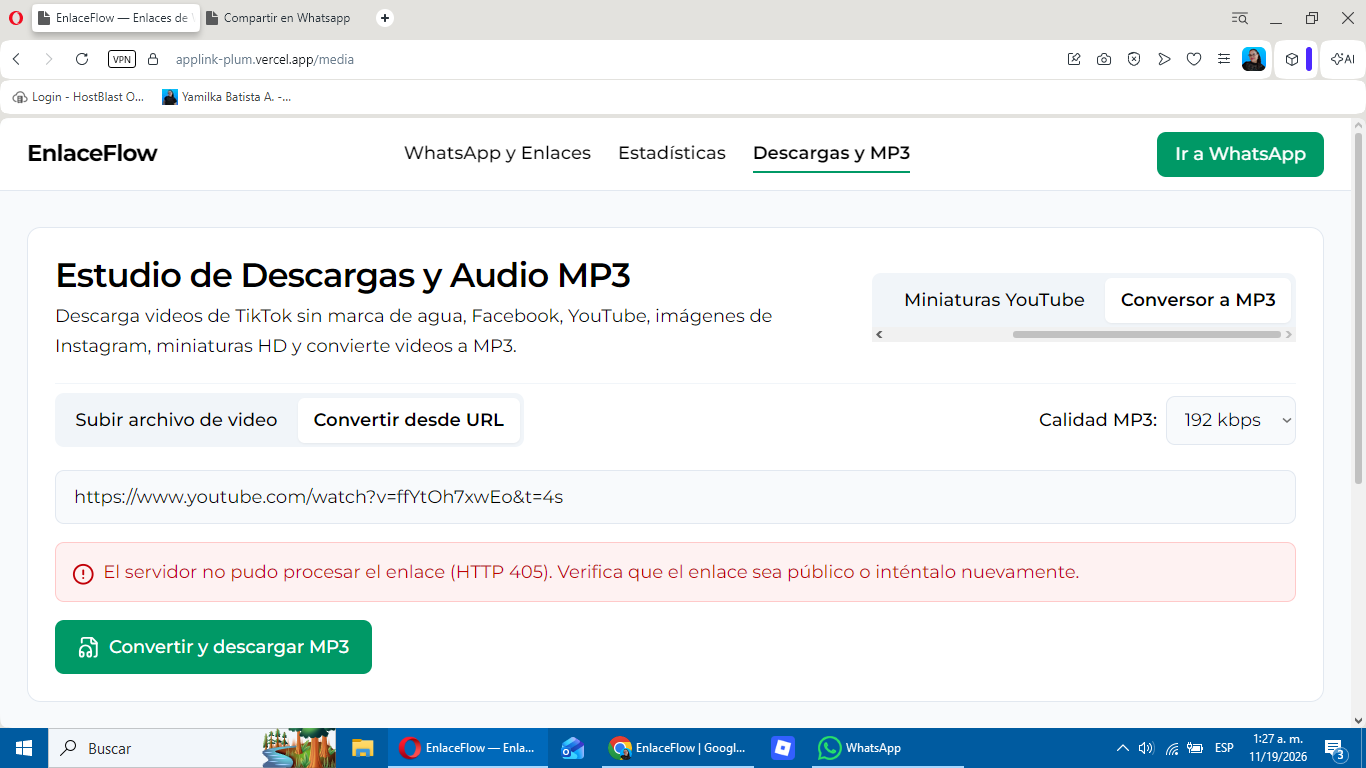 EnlaceFlow — Enlaces de
Compartir en Whatsapp
VPN
applink-plum.vercel.app/media
AI
Login - HostBlast O...
Yamilka Batista A. -...
EnlaceFlow
WhatsApp y Enlaces
Estadísticas
Descargas y MP3
Ir a WhatsApp
Estudio de Descargas y Audio MP3
Descarga videos de TikTok sin marca de agua, Facebook, YouTube, imágenes de
Instagram, miniaturas HD y convierte videos a MP3.
Miniaturas YouTube
Conversor a MP3
Subir archivo de video
Convertir desde URL
Calidad MP3:
192 kbps
https://www.youtube.com/watch?v=ffYtOh7xwEo&t=4s
El servidor no pudo procesar el enlace (HTTP 405). Verifica que el enlace sea público o inténtalo nuevamente.
Convertir y descargar MP3
Buscar
EnlaceFlow — Enla...
EnlaceFlow | Googl...
WhatsApp
ESP
1:27 a. m.
11/19/2026
3